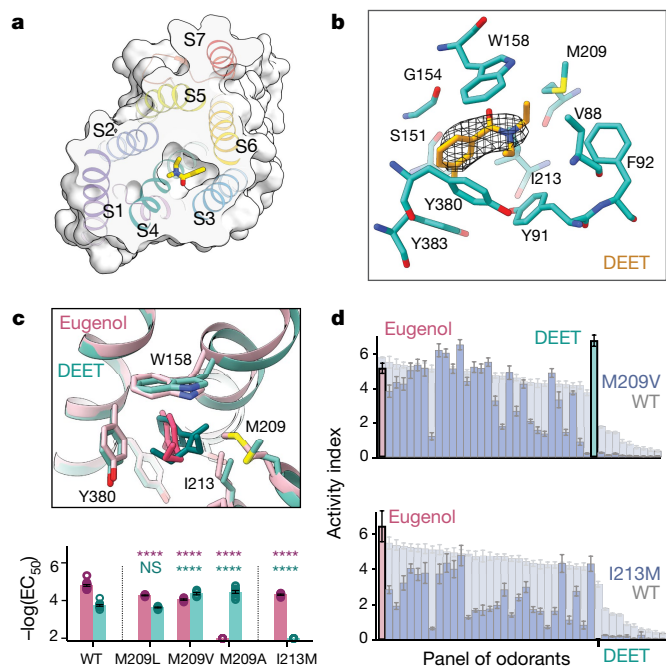 a
S7
S5
S2
S6
S1
S4
S3
b
W158
M209
G154
V88
S151
F92
I213
Y380
Y91
Y383
DEET
c
Eugenol
DEET
W158
M209
Y380
I213
−log(EC50)
6
4
2
**** **** **** ****
NS **** **** ****
WT M209L M209V M209A I213M
d
Eugenol DEET
M209V
WT
6
4
2
0
Activity index
Eugenol
I213M
WT
6
4
2
0
Panel of odorants DEET